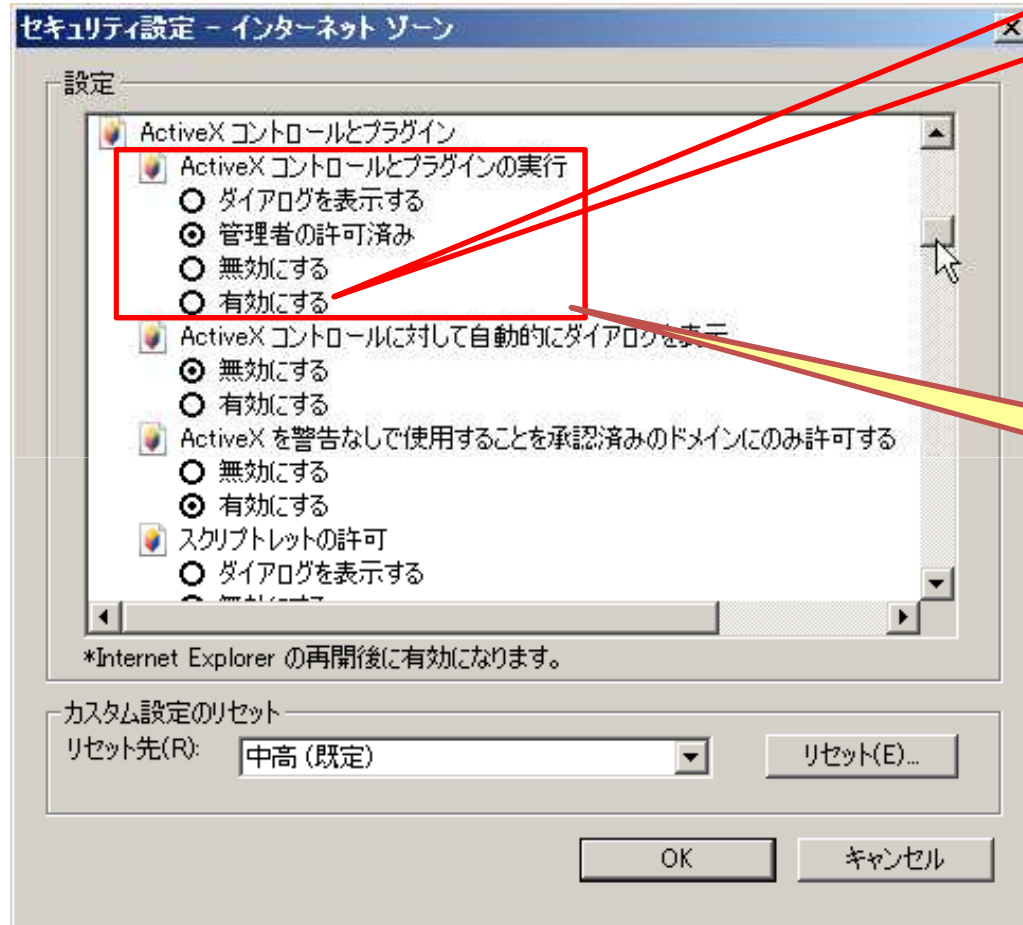 セキュリティ設定 - インターネット ゾーン
設定
ActiveX コントロールとプラグイン
ActiveX コントロールとプラグインの実行
ダイアログを表示する
管理者の許可済み
無効にする
有効にする
ActiveX コントロールに対して自動的にダイアログを表示
無効にする
有効にする
ActiveX を警告なしで使用することを承認済みのドメインにのみ許可する
無効にする
有効にする
スクリプトレットの許可
ダイアログを表示する
*Internet Explorer の再開後に有効になります。
カスタム設定のリセット
リセット先(R):
中高 (既定)
リセット(E)...
OK
キャンセル